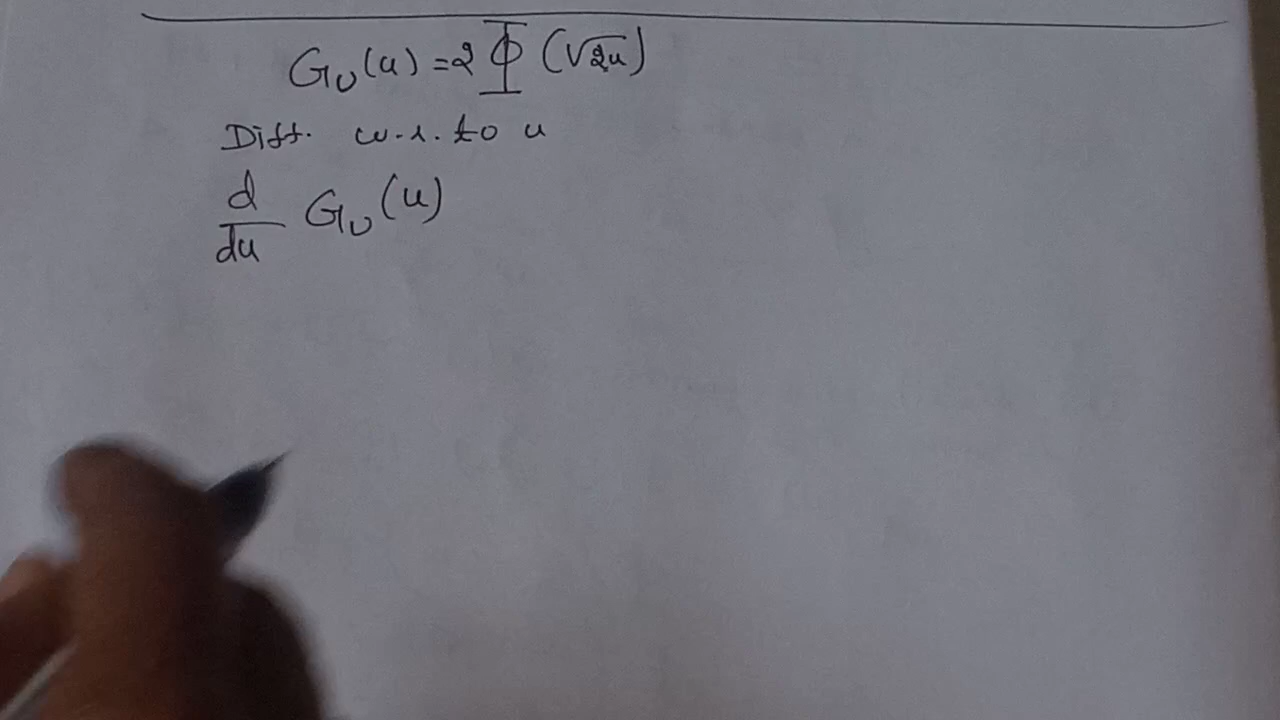 G_U(u) = 2 Φ (√2u)
Diff. w.r.to u
d/du G_U(u)